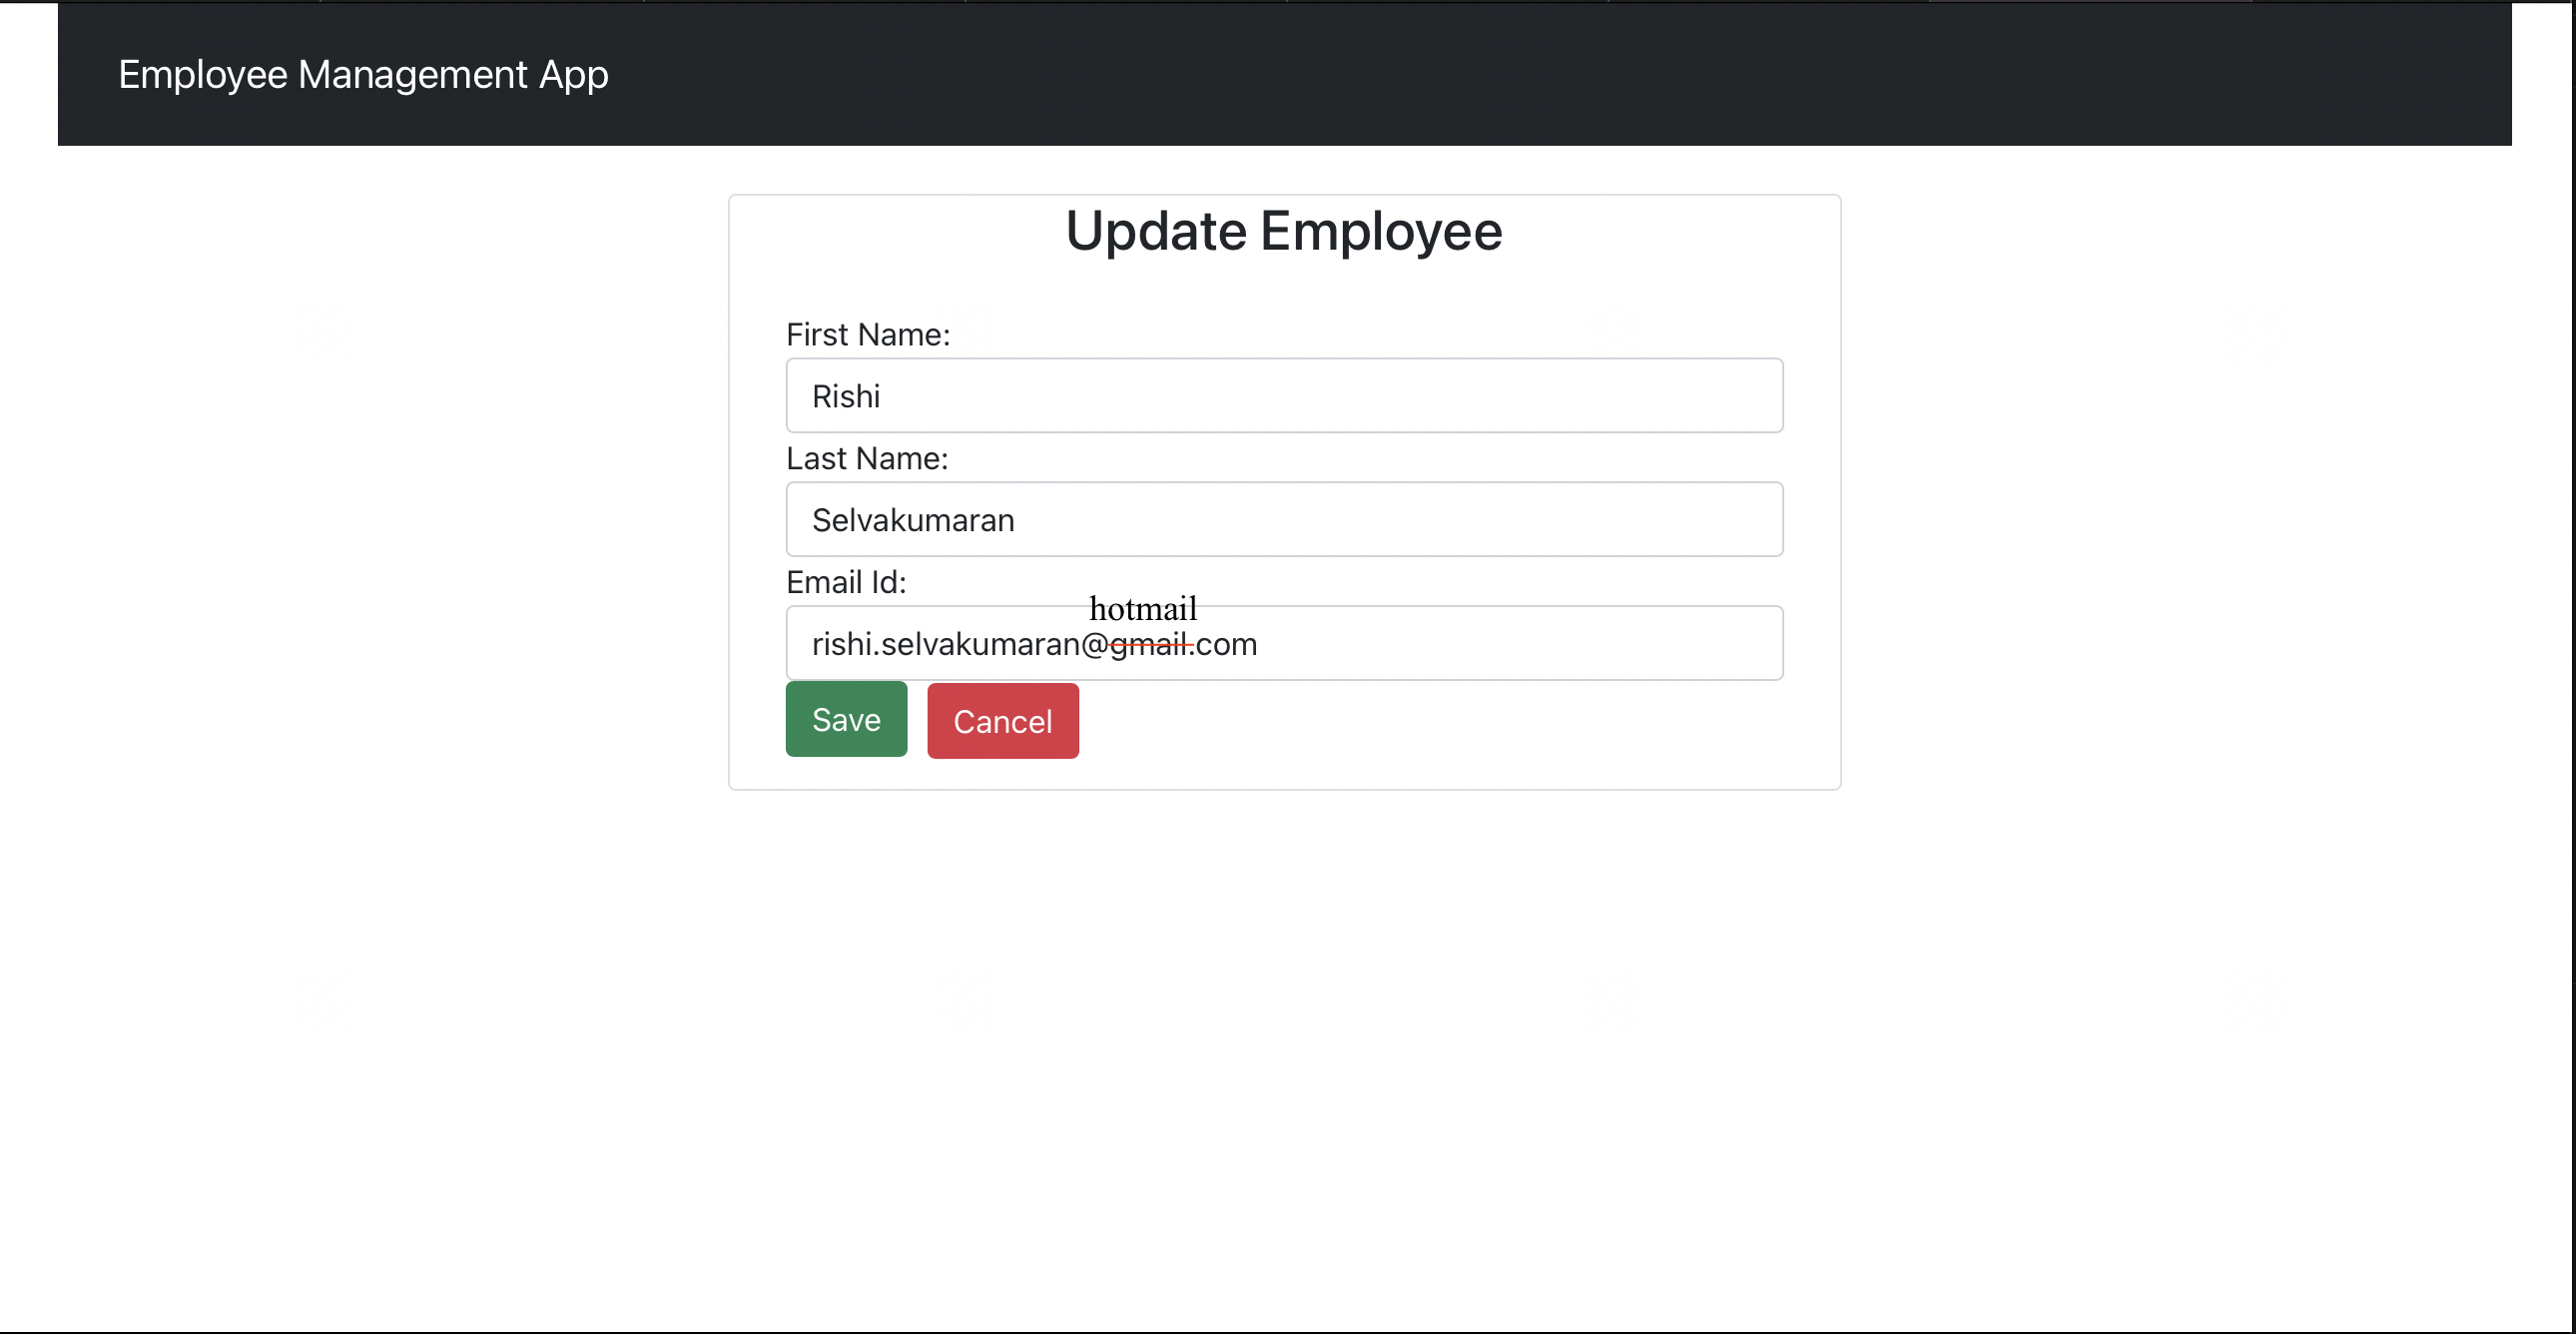 Employee Management App
Update Employee
First Name:
Rishi
Last Name:
Selvakumaran
Email Id:
hotmail
rishi.selvakumaran@gmail.com
Save Cancel